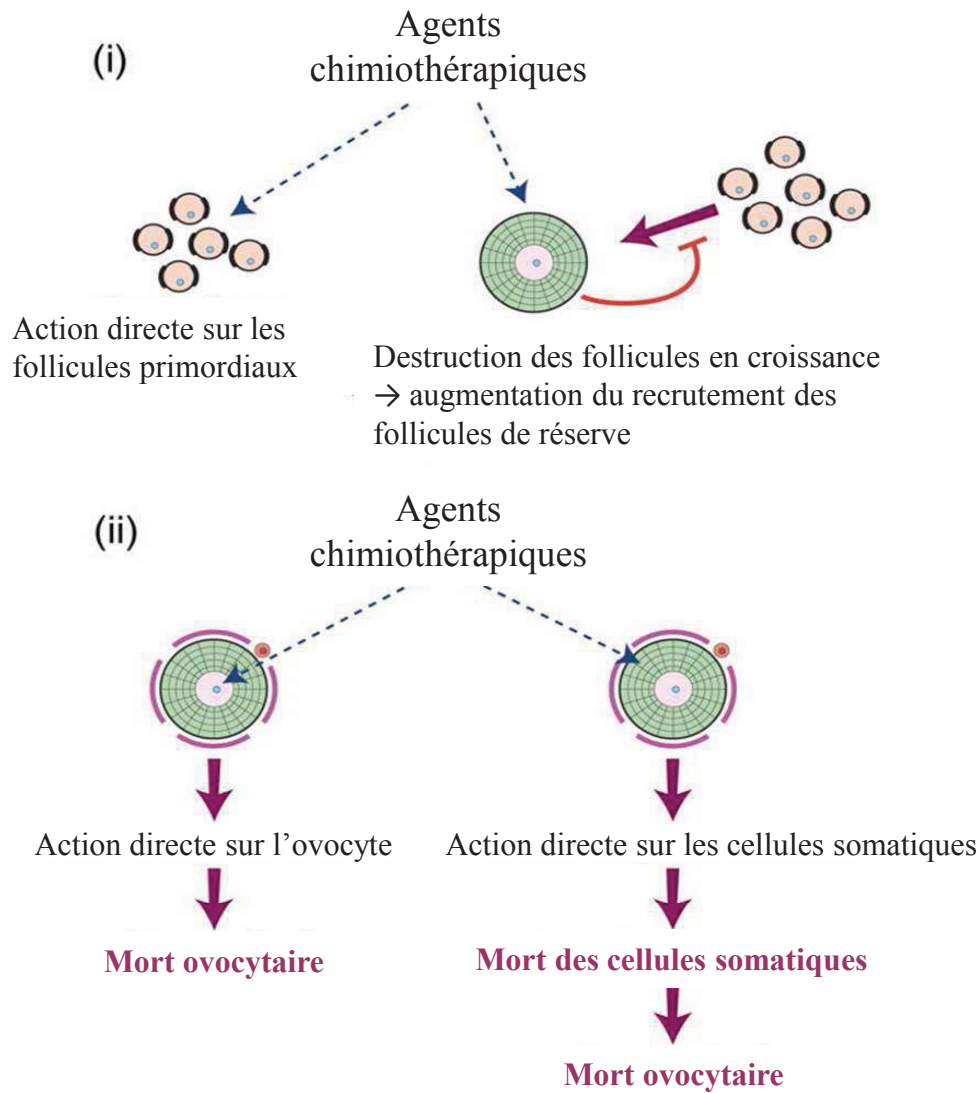 (i)
Agents
chimiothérapiques
Action directe sur les
follicules primordiaux
Destruction des follicules en croissance
→ augmentation du recrutement des
follicules de réserve
(ii)
Agents
chimiothérapiques
Action directe sur l’ovocyte
Mort ovocytaire
Action directe sur les cellules somatiques
Mort des cellules somatiques
Mort ovocytaire